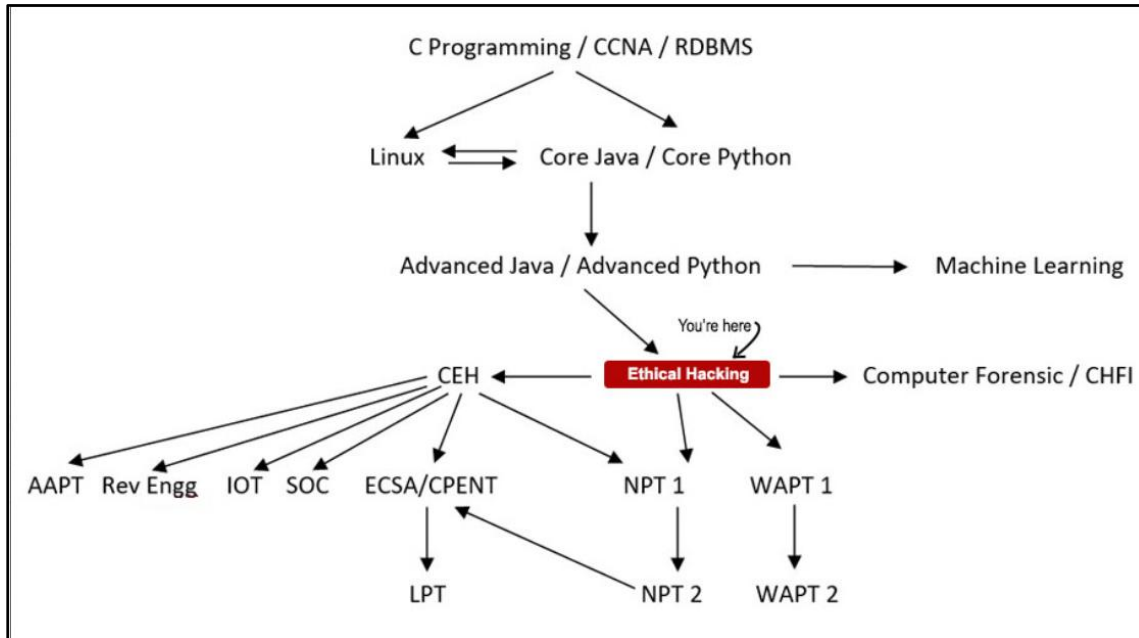 C Programming / CCNA / RDBMS
Linux
Core Java / Core Python
Advanced Java / Advanced Python
Machine Learning
You're here
CEH
Ethical Hacking
Computer Forensic / CHFI
AAPT
Rev Engg
IOT
SOC
ECSA/CPENT
NPT 1
WAPT 1
LPT
NPT 2
WAPT 2